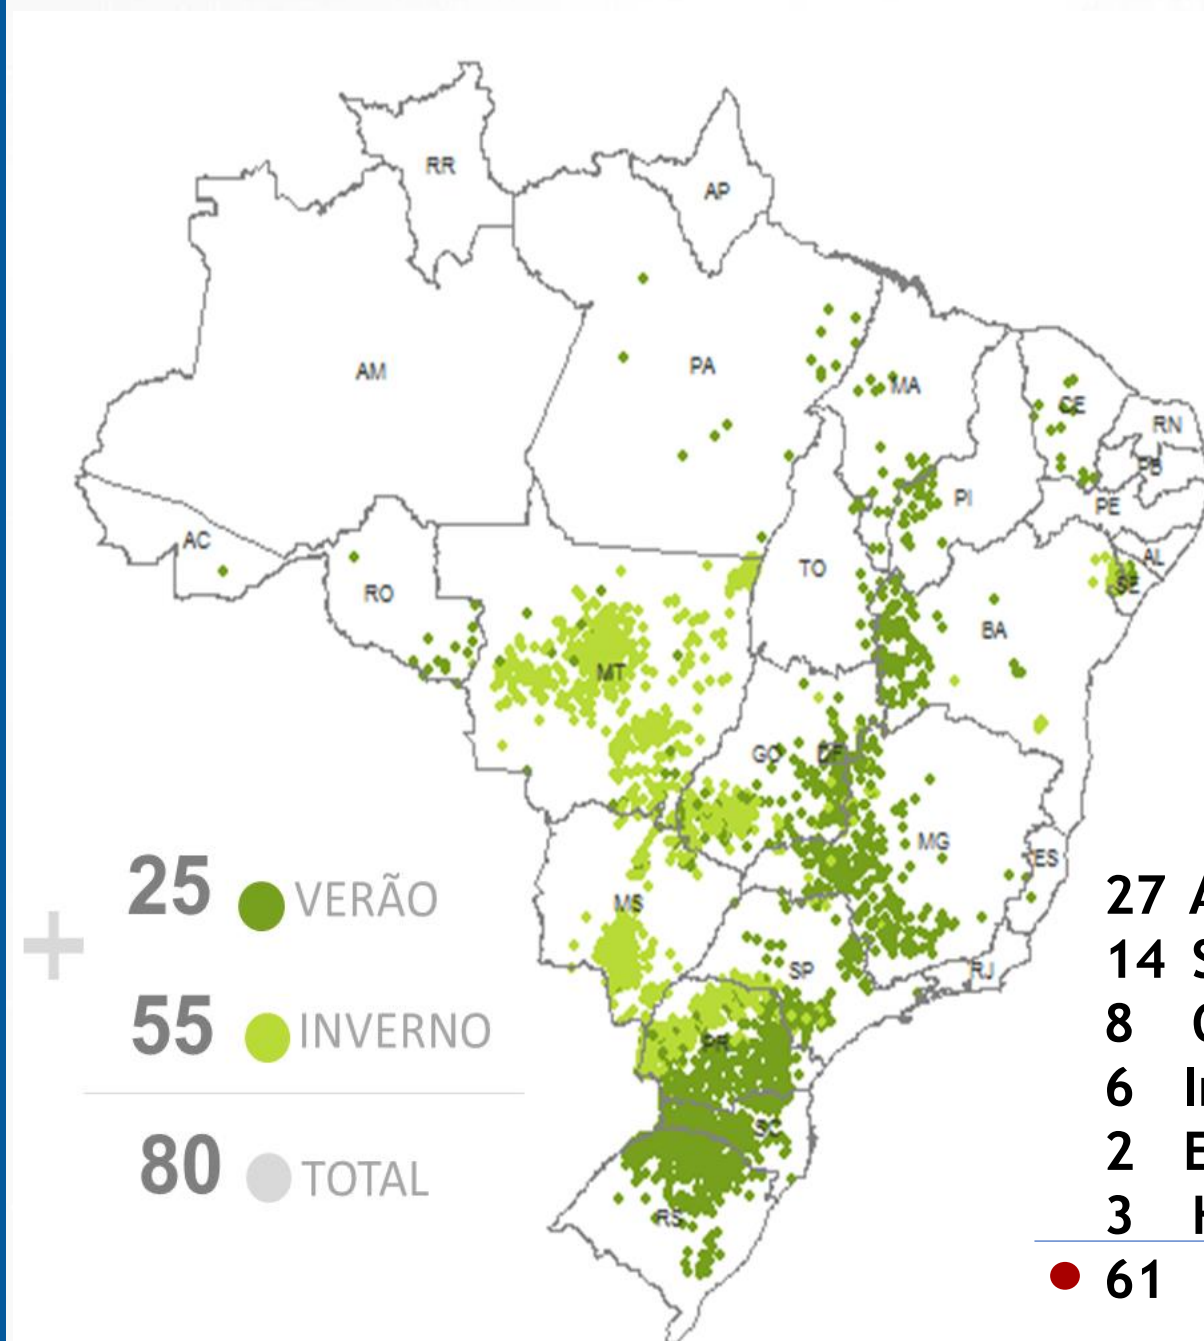 RR
AP
AM
PA
MA
CE
RN
PB
PI
PE
AC
AL
TO
SE
RO
BA
MT
GO
DF
MG
ES
25 VERÃO
27 A
MS
+
14 S
SP
RJ
55 INVERNO
8
PR
6
2 E
SC
80 TOTAL
3 H
RS
61